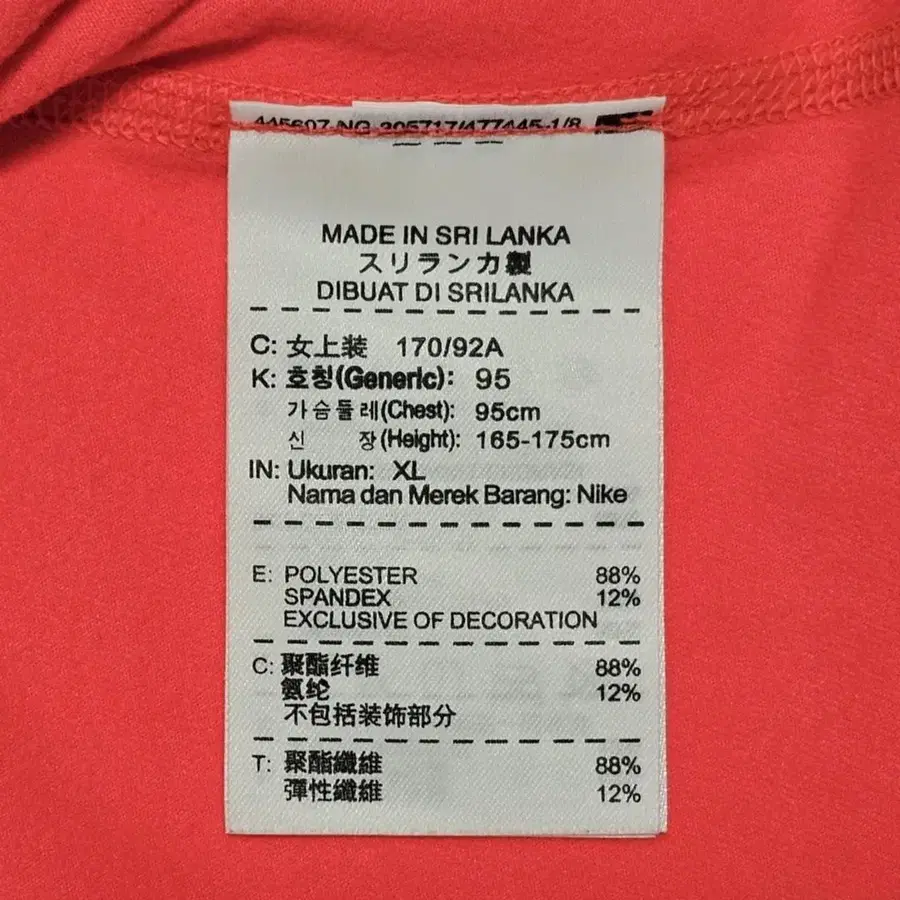 MADE IN SRI LANKA
スリランカ製
DIBUAT DI SRILANKA
C: 女上装 170/92A
K: 호칭(Generic): 95
가슴둘레(Chest): 95cm
신 장(Height): 165-175cm
IN: Ukuran: XL
Nama dan Merek Barang: Nike
E: POLYESTER 88%
SPANDEX 12%
EXCLUSIVE OF DECORATION
C: 聚酯纤维 88%
氨纶 12%
不包括装饰部分
T: 聚酯纖維 88%
彈性纖維 12%